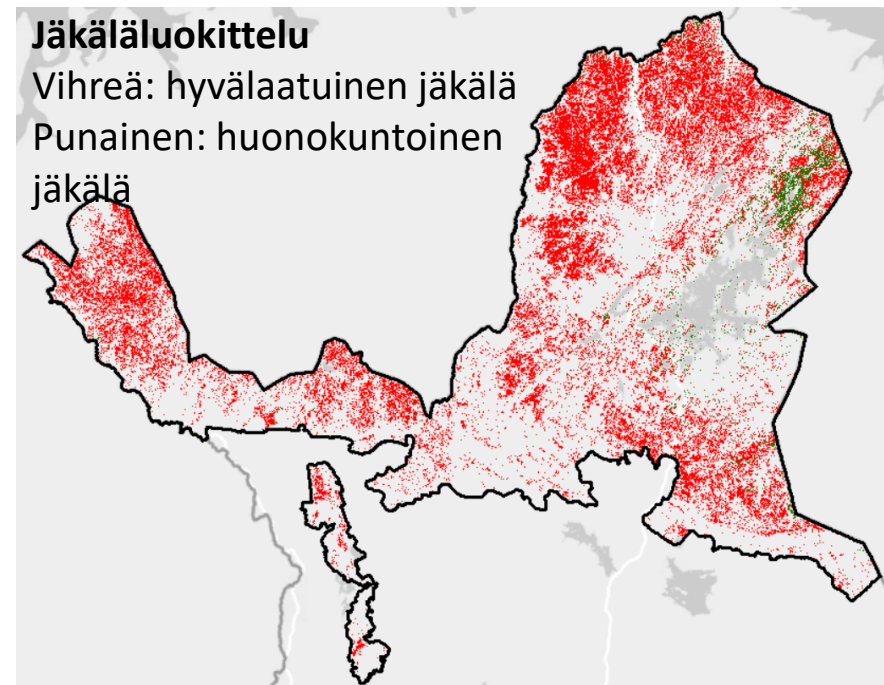 Jäkäläluokittelu
Vihreä: hyvälaatuinen jäkälä
Punainen: huonokuntoinen
jäkälä